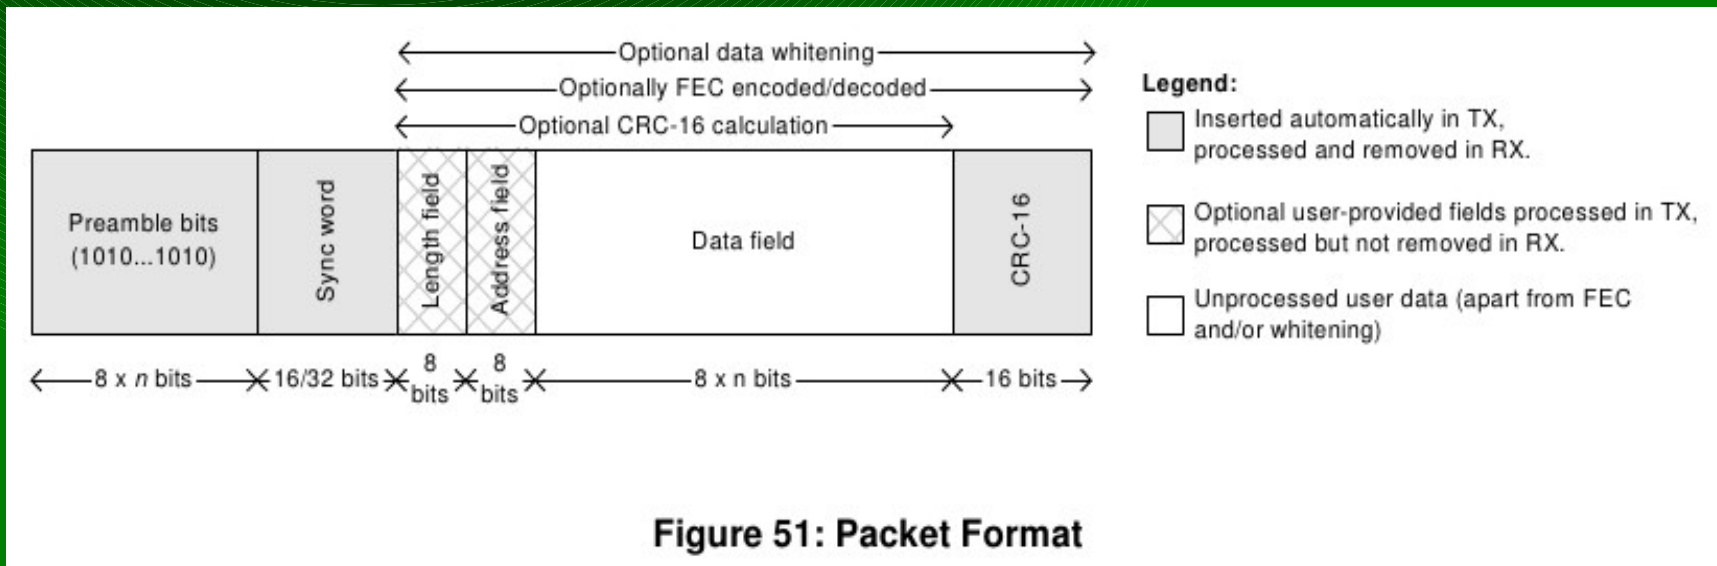 Optional data whitening
Optionally FEC encoded/decoded
Optional CRC-16 calculation
Preamble bits
(1010...1010)
Sync word
Length field
Address field
Data field
CRC-16
8 x n bits
16/32 bits
8
bits
8
bits
8 x n bits
16 bits
Legend:
Inserted automatically in TX,
processed and removed in RX.
Optional user-provided fields processed in TX,
processed but not removed in RX.
Unprocessed user data (apart from FEC
and/or whitening)
Figure 51: Packet Format